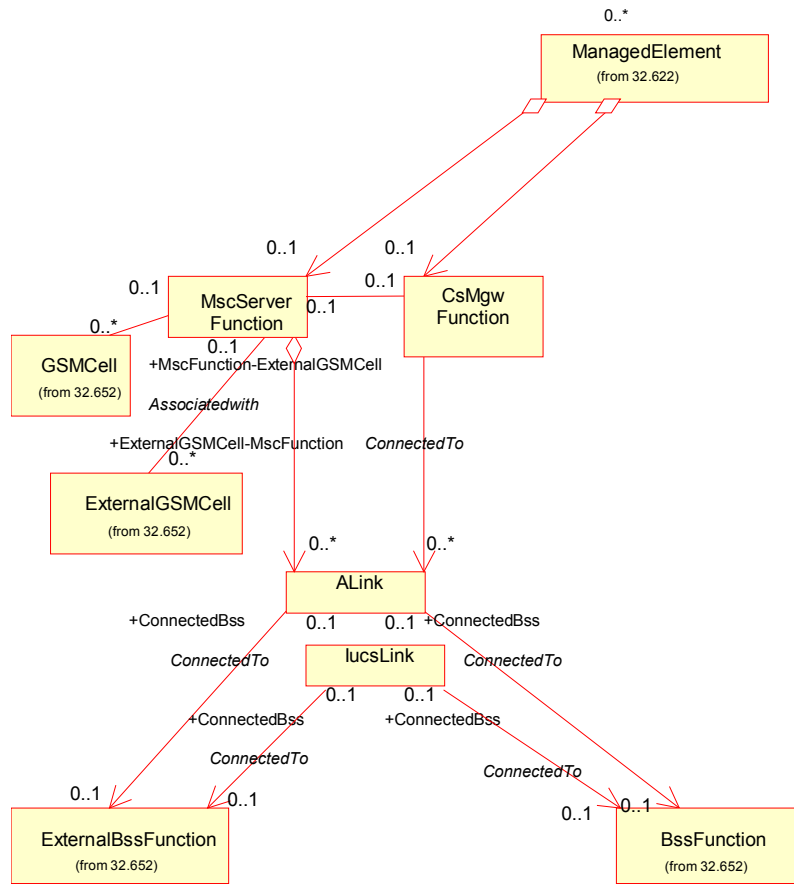 0..*
ManagedElement
(from 32.622)
0..1
0..1
0..1
0..1
MscServer
Function
0..1
CsMgw
Function
0..*
0..1
GSMCell
(from 32.652)
+MscFunction-ExternalGSMCell
Associatedwith
+ExternalGSMCell-MscFunction
ConnectedTo
0..*
ExternalGSMCell
(from 32.652)
0..*
0..*
ALink
+ConnectedBss
0..1
0..1
+ConnectedBss
ConnectedTo
IucsLink
ConnectedTo
0..1
0..1
+ConnectedBss
+ConnectedBss
ConnectedTo
ConnectedTo
0..1
0..1
0..1
0..1
ExternalBssFunction
(from 32.652)
BssFunction
(from 32.652)